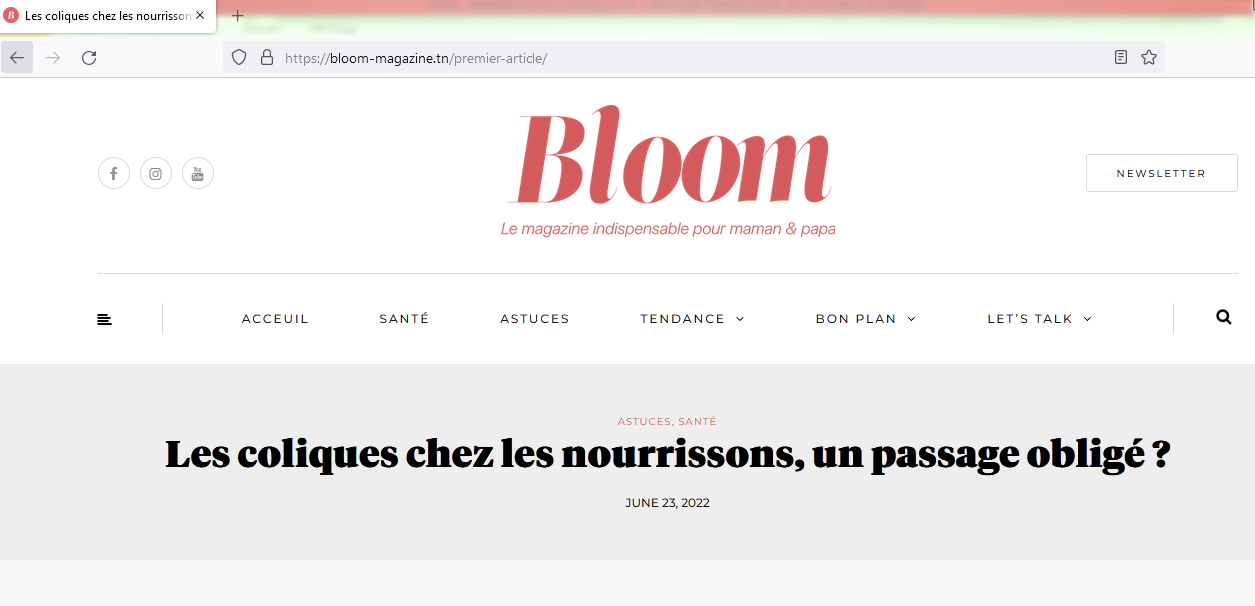 Les coliques chez les nourrisson
https://bloom-magazine.tn/premier-article/
Bloom
Le magazine indispensable pour maman & papa
NEWSLETTER
ACCEUIL
SANTÉ
ASTUCES
TENDANCE
BON PLAN
LET'S TALK
ASTUCES, SANTÉ
Les coliques chez les nourrissons, un passage obligé ?
JUNE 23, 2022